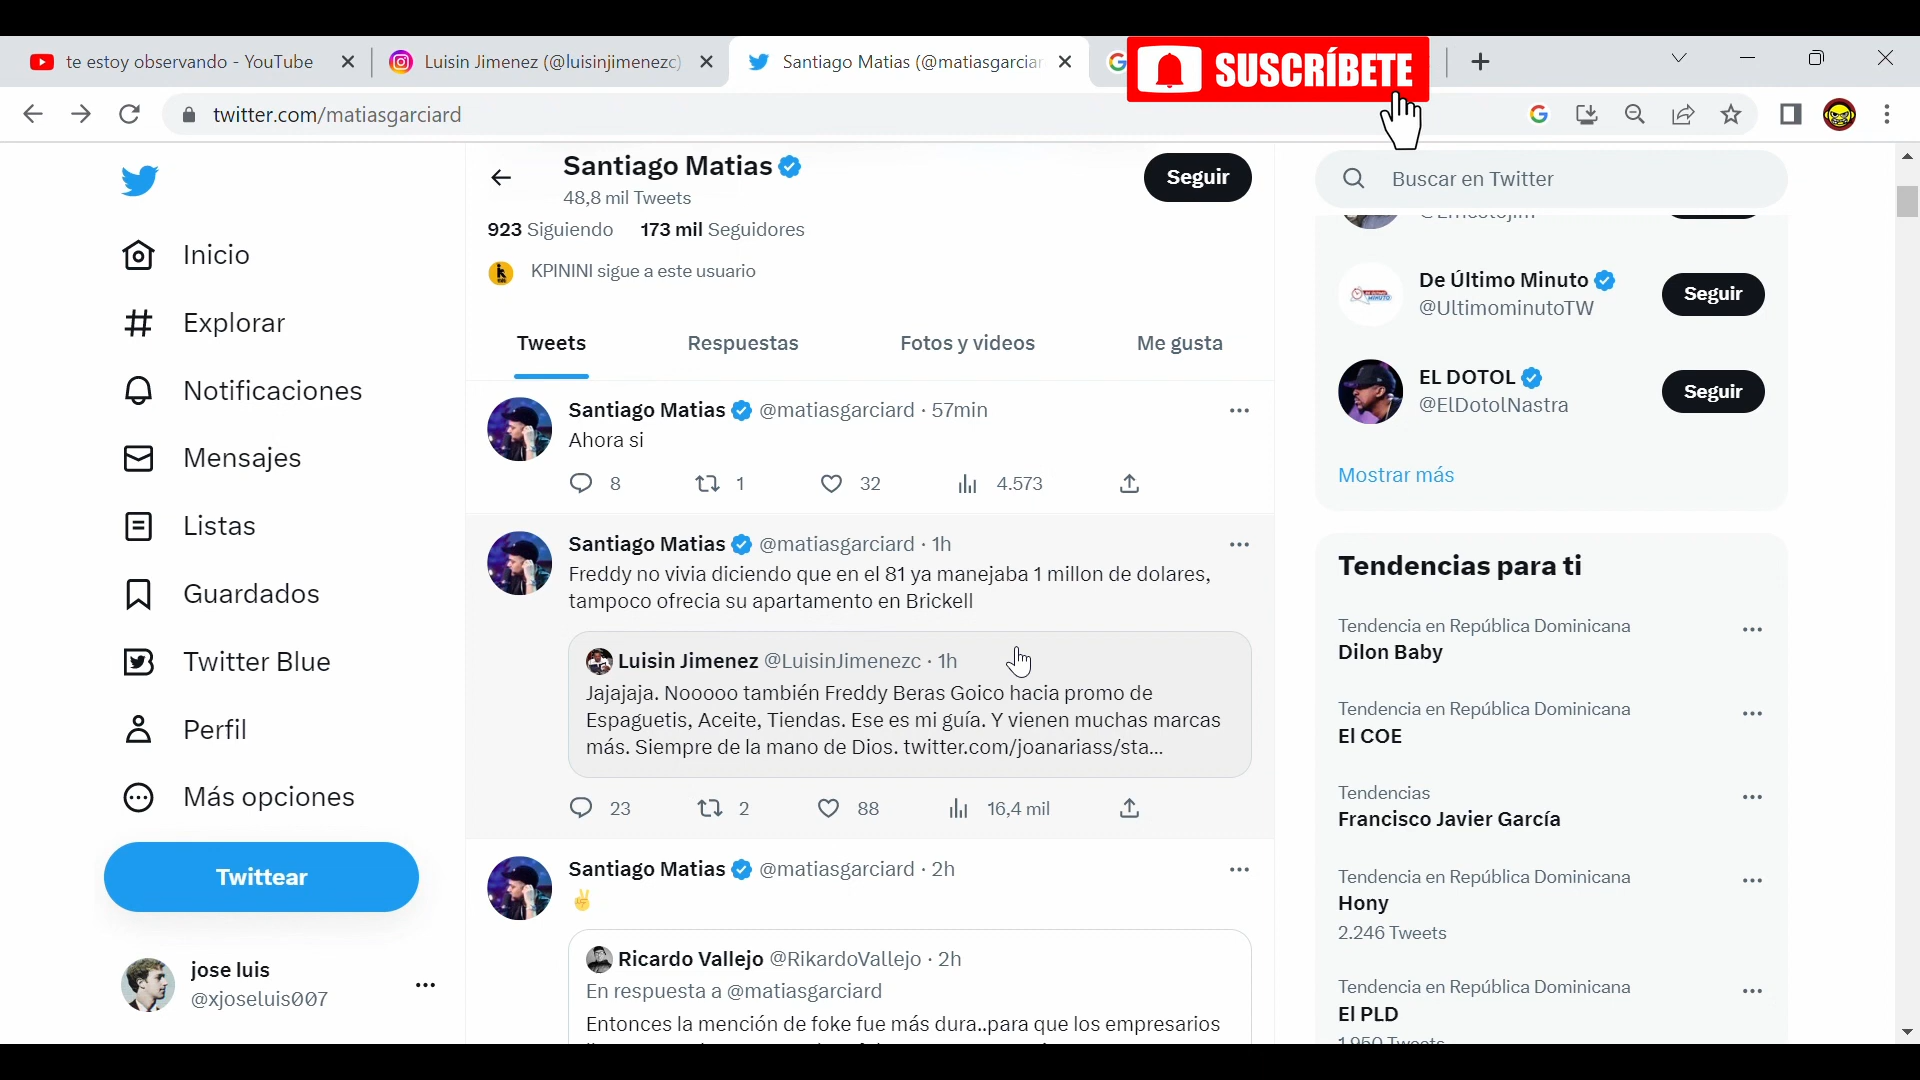 te estoy observando - YouTube
Luisin Jimenez (@luisinjimenezc)
Santiago Matias (@matiasgarciar
SUSCRÍBETE
twitter.com/matiasgarciard
Santiago Matias
48,8 mil Tweets
Seguir
923 Siguiendo 173 mil Seguidores
KPININI sigue a este usuario
Tweets Respuestas Fotos y videos Me gusta
Inicio
Explorar
Notificaciones
Mensajes
Listas
Guardados
Twitter Blue
Perfil
Más opciones
Twittear
jose luis
@xjoseluis007
Santiago Matias @matiasgarciard · 57min
Ahora si
8 1 32 4.573
Santiago Matias @matiasgarciard · 1h
Freddy no vivia diciendo que en el 81 ya manejaba 1 millon de dolares,
tampoco ofrecia su apartamento en Brickell
Luisin Jimenez @LuisinJimenezc · 1h
Jajajaja. Nooooo también Freddy Beras Goico hacia promo de
Espaguetis, Aceite, Tiendas. Ese es mi guía. Y vienen muchas marcas
más. Siempre de la mano de Dios. twitter.com/joanariass/sta...
23 2 88 16,4 mil
Santiago Matias @matiasgarciard · 2h
✌
Ricardo Vallejo @RikardoVallejo · 2h
En respuesta a @matiasgarciard
Entonces la mención de foke fue más dura..para que los empresarios
Buscar en Twitter
De Último Minuto
@UltimominutoTW
Seguir
EL DOTOL
@ElDotolNastra
Seguir
Mostrar más
Tendencias para ti
Tendencia en República Dominicana
Dilon Baby
Tendencia en República Dominicana
El COE
Tendencias
Francisco Javier García
Tendencia en República Dominicana
Hony
2.246 Tweets
Tendencia en República Dominicana
El PLD
1.950 Tweets